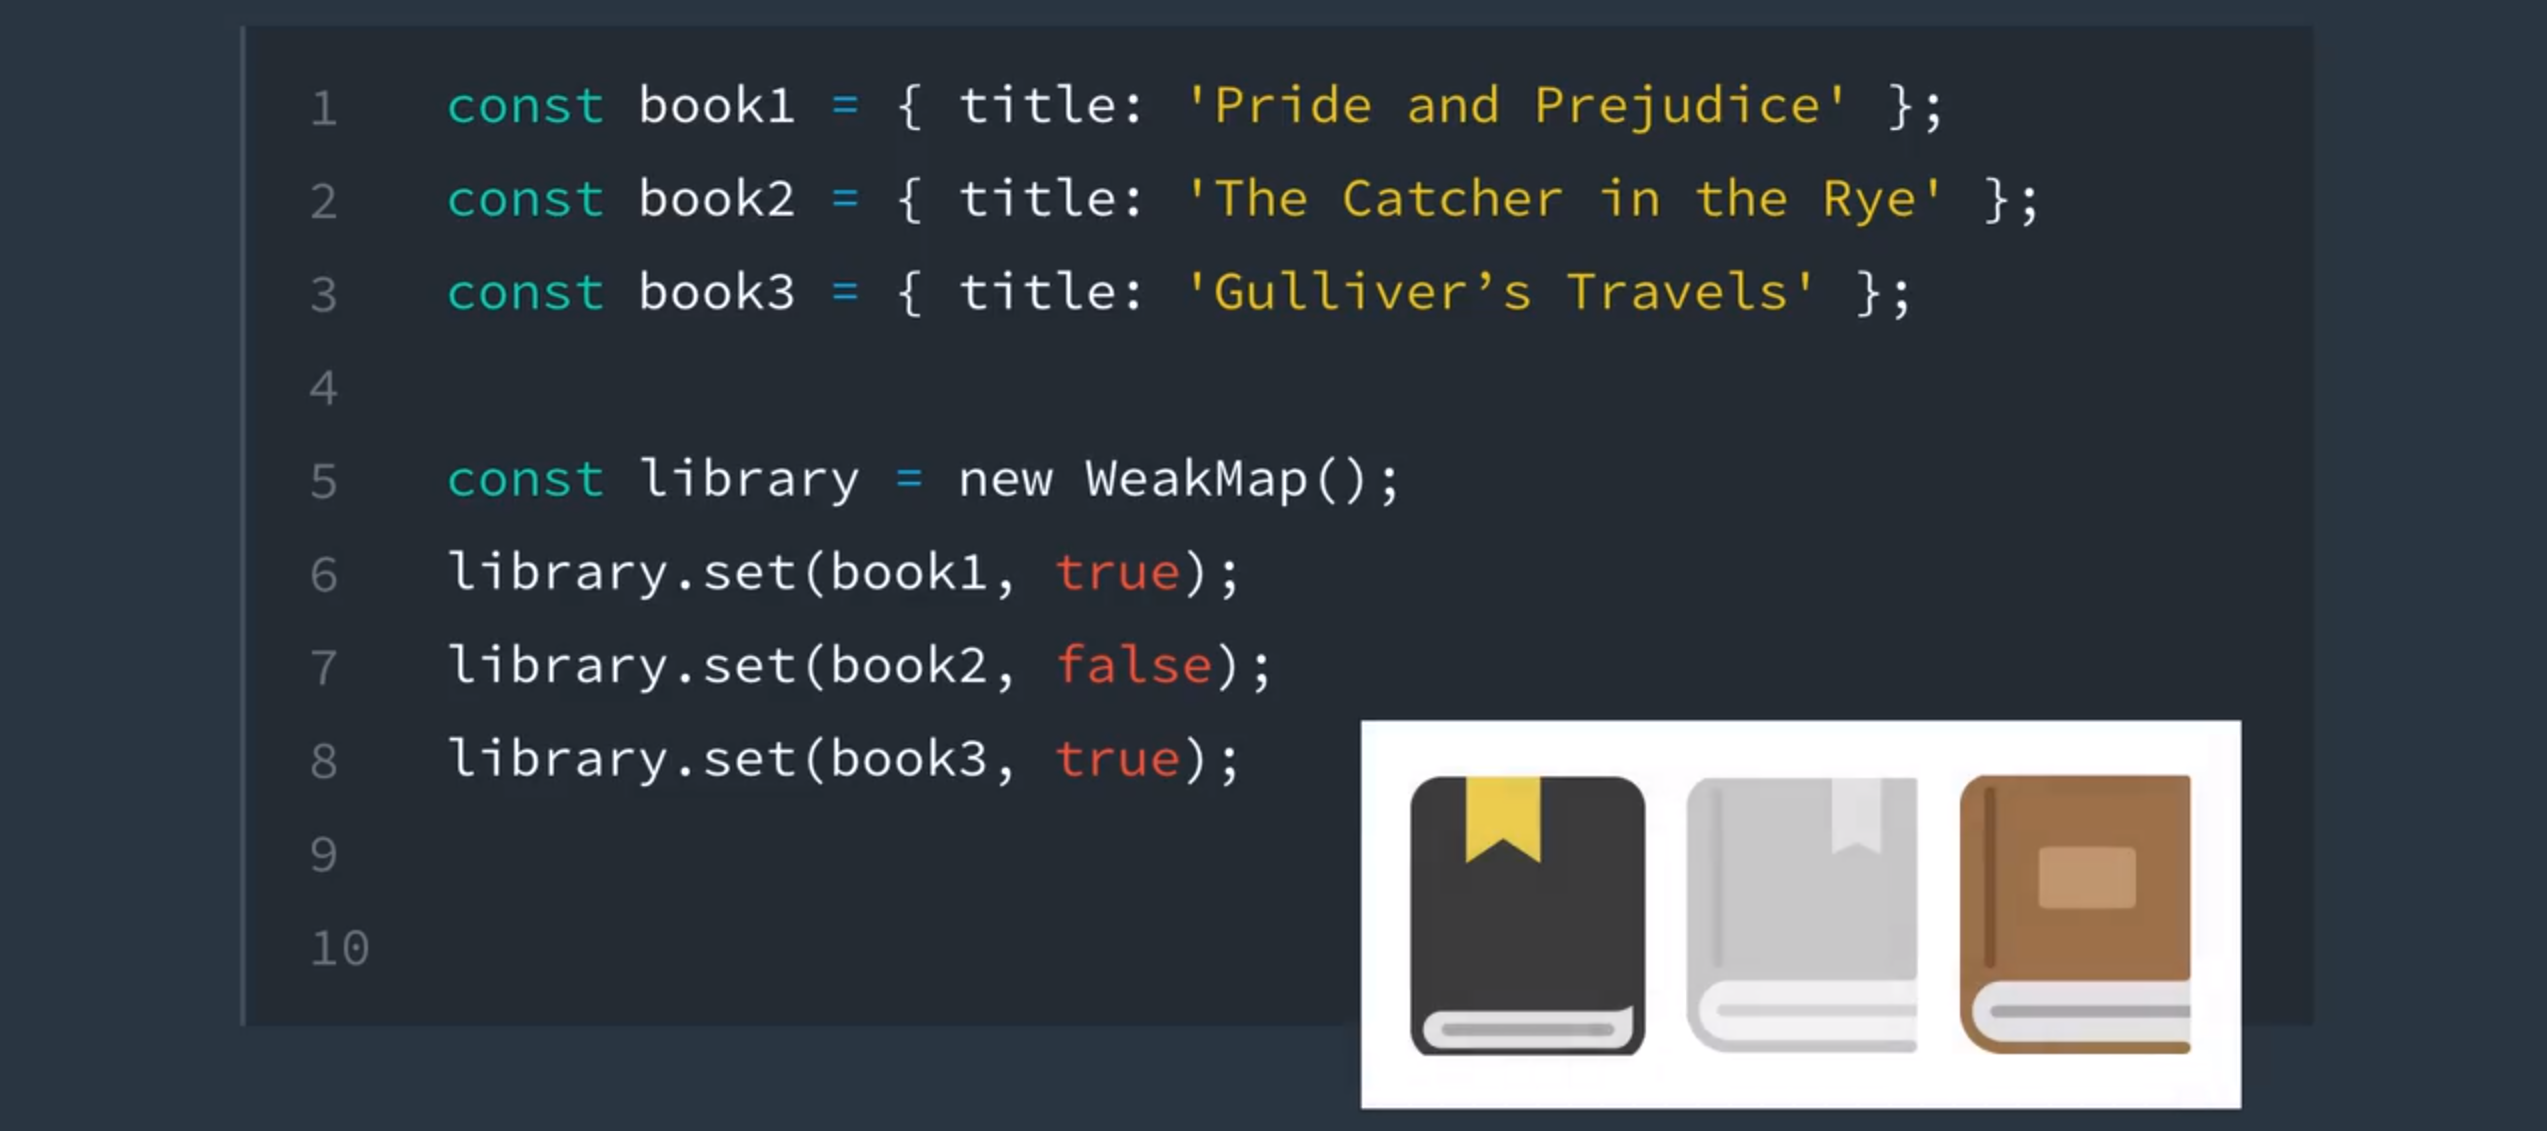 1 const book1 = { title: 'Pride and Prejudice' };
2 const book2 = { title: 'The Catcher in the Rye' };
3 const book3 = { title: 'Gulliver’s Travels' };
4
5 const library = new WeakMap();
6 library.set(book1, true);
7 library.set(book2, false);
8 library.set(book3, true);
9
10